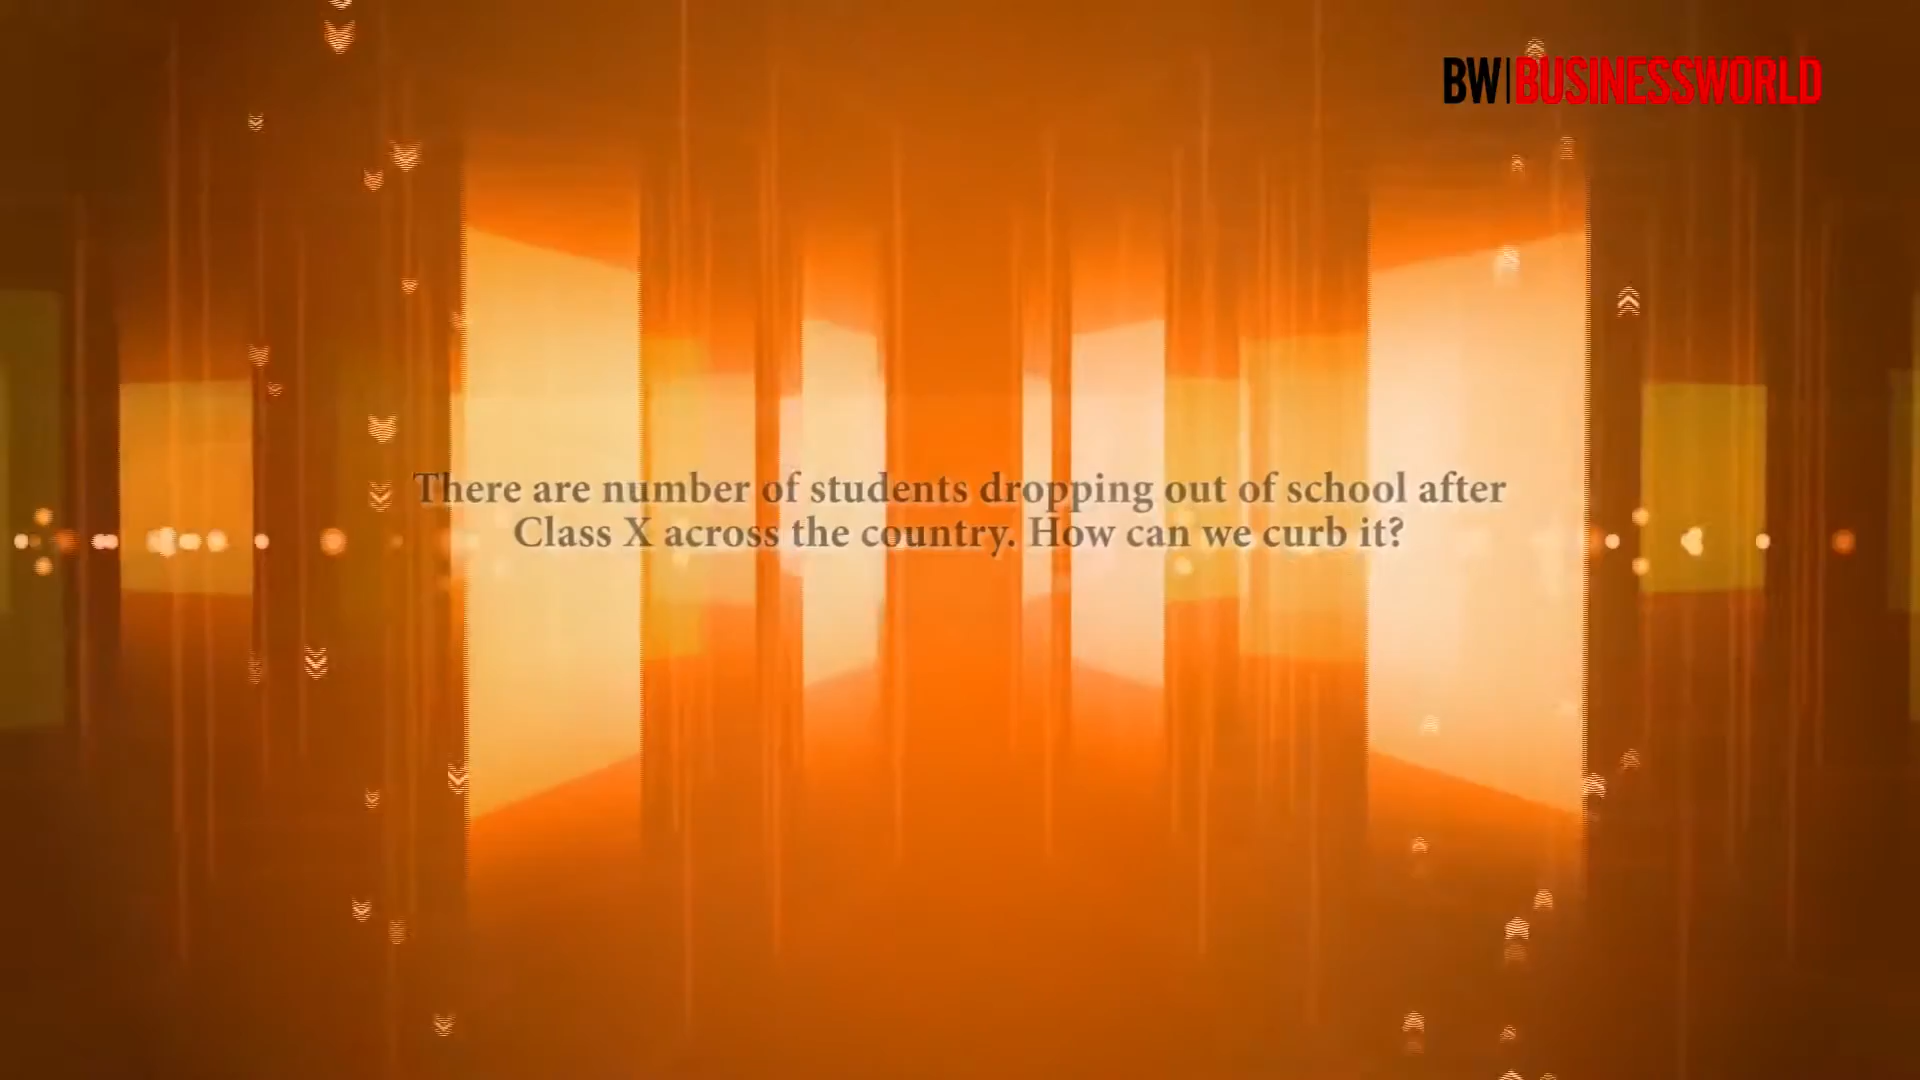 BW|BUSINESSWORLD
There are number of students dropping out of school after
Class X across the country. How can we curb it?